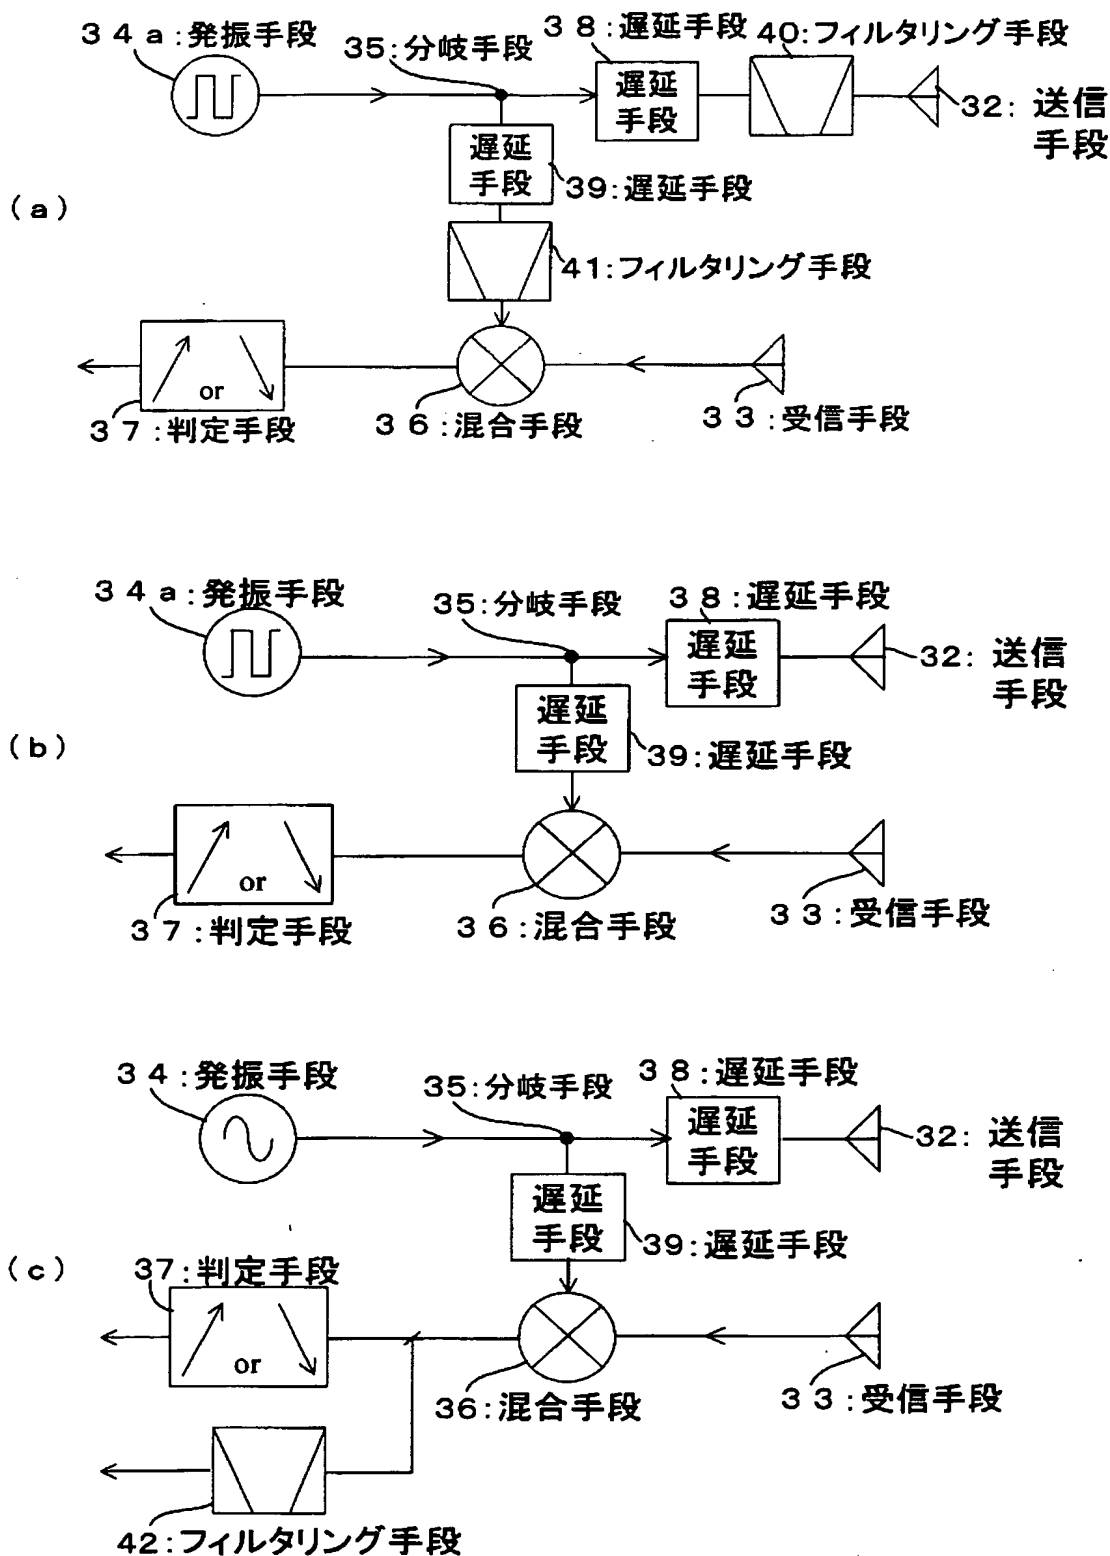 ３４a:発振手段
35:分岐手段
３８:遅延手段
40:フィルタリング手段
遅延
手段
32: 送信
手段
遅延
手段
39:遅延手段
(a)
41:フィルタリング手段
or
３７:判定手段
３６:混合手段
３３:受信手段
３４a:発振手段
35:分岐手段
３８:遅延手段
遅延
手段
32: 送信
手段
遅延
手段
39:遅延手段
(b)
or
３７:判定手段
３６:混合手段
３３:受信手段
３４:発振手段
35:分岐手段
３８:遅延手段
遅延
手段
32: 送信
手段
遅延
手段
39:遅延手段
(c)
37:判定手段
or
36:混合手段
３３:受信手段
42:フィルタリング手段